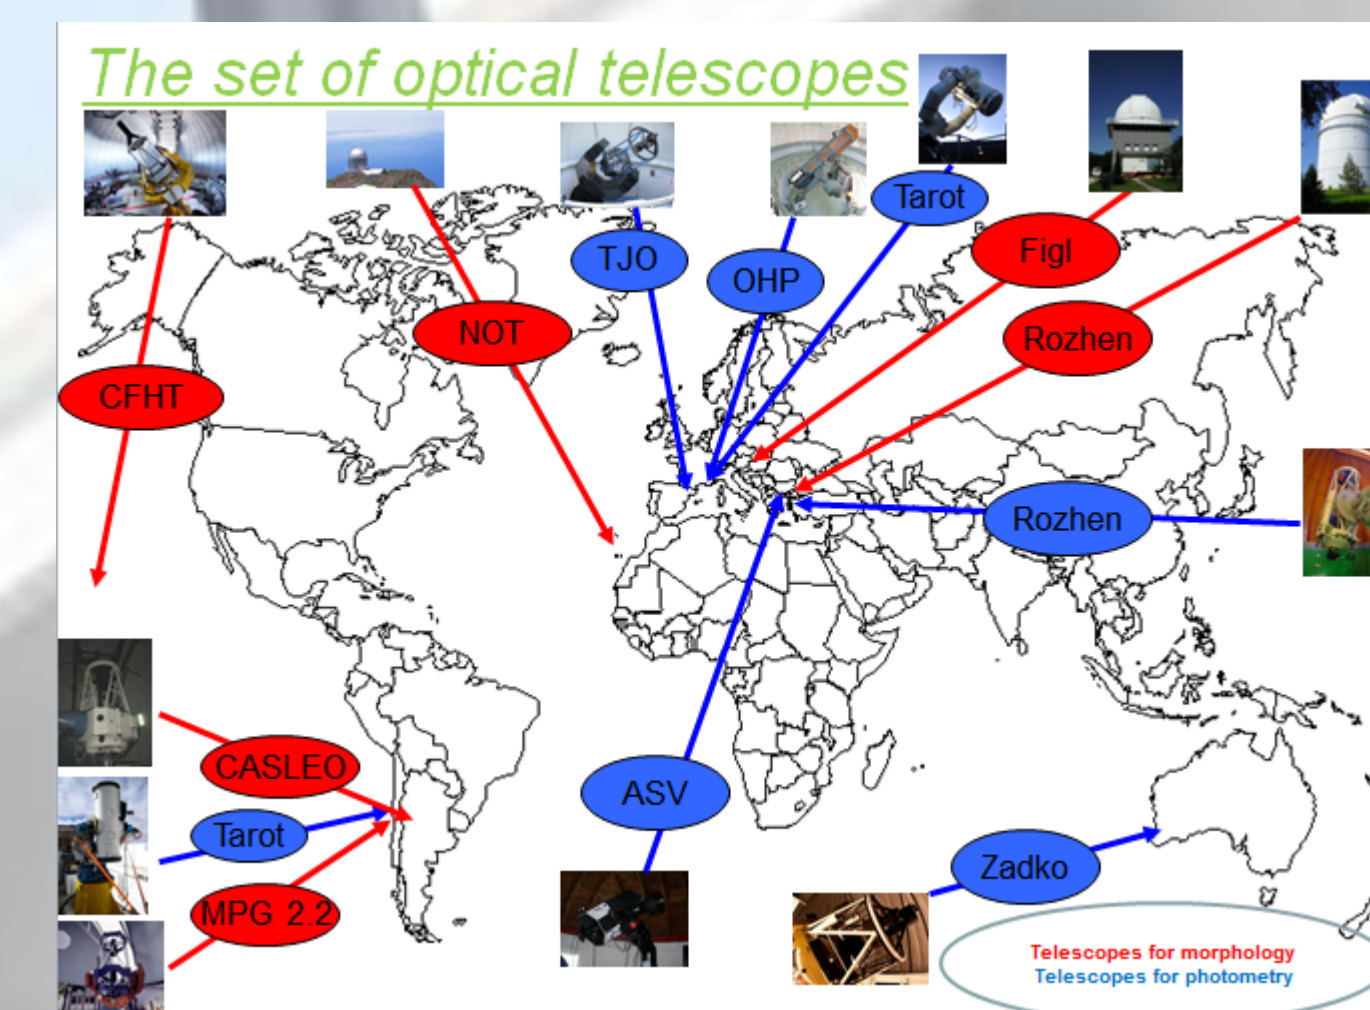 The set of optical telescopes
Tarot
Figl
TJO
OHP
NOT
Rozhen
CFHT
Rozhen
CASLEO
ASV
Tarot
Zadko
MPG 2.2
Telescopes for morphology
Telescopes for photometry